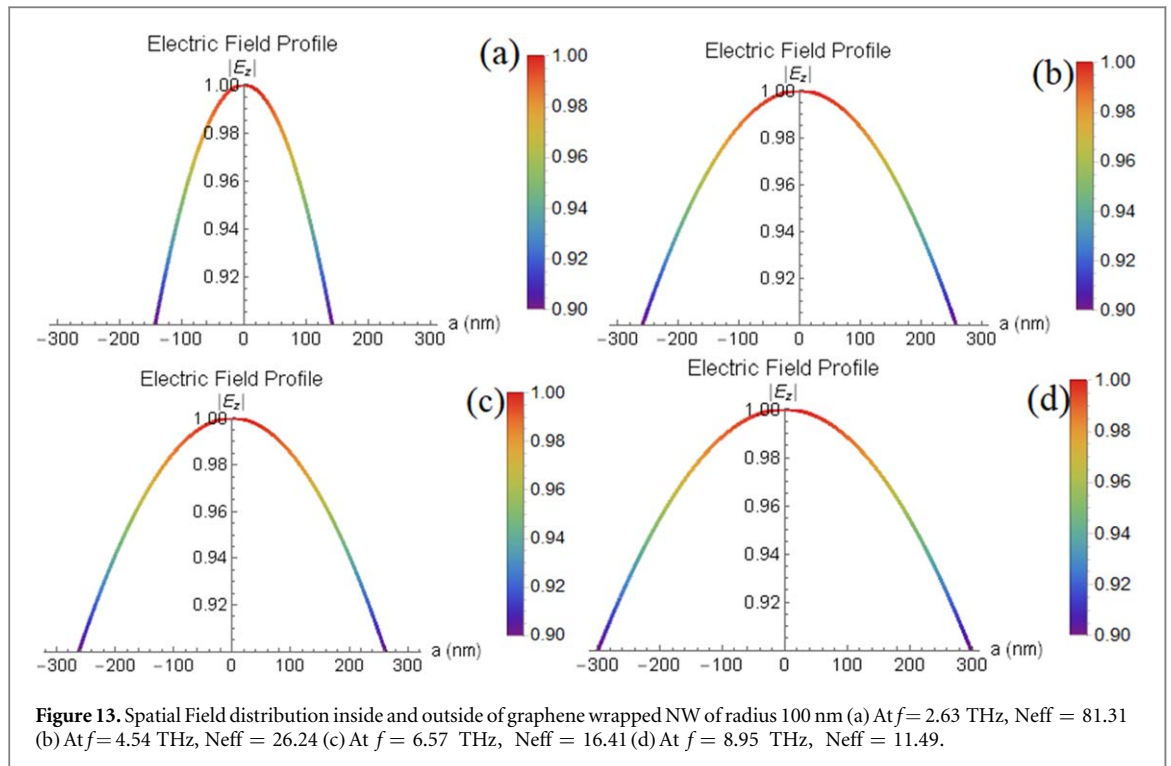 Electric Field Profile
(a)
|Ez|
1.00
0.98
0.96
0.94
0.92
−300 −200 −100 0 100 200 300
a (nm)
1.00
0.98
0.96
0.94
0.92
0.90
Electric Field Profile
(b)
|Ez|
1.00
0.98
0.96
0.94
0.92
−300 −200 −100 0 100 200 300
a (nm)
1.00
0.98
0.96
0.94
0.92
0.90
Electric Field Profile
(c)
|Ez|
1.00
0.98
0.96
0.94
0.92
−300 −200 −100 0 100 200 300
a (nm)
1.00
0.98
0.96
0.94
0.92
0.90
Electric Field Profile
(d)
|Ez|
1.00
0.98
0.96
0.94
0.92
−300 −200 −100 0 100 200 300
a (nm)
1.00
0.98
0.96
0.94
0.92
0.90
Figure 13. Spatial Field distribution inside and outside of graphene wrapped NW of radius 100 nm (a) At f = 2.63 THz, Neff = 81.31
(b) At f = 4.54 THz, Neff = 26.24 (c) At f = 6.57 THz, Neff = 16.41 (d) At f = 8.95 THz, Neff = 11.49.